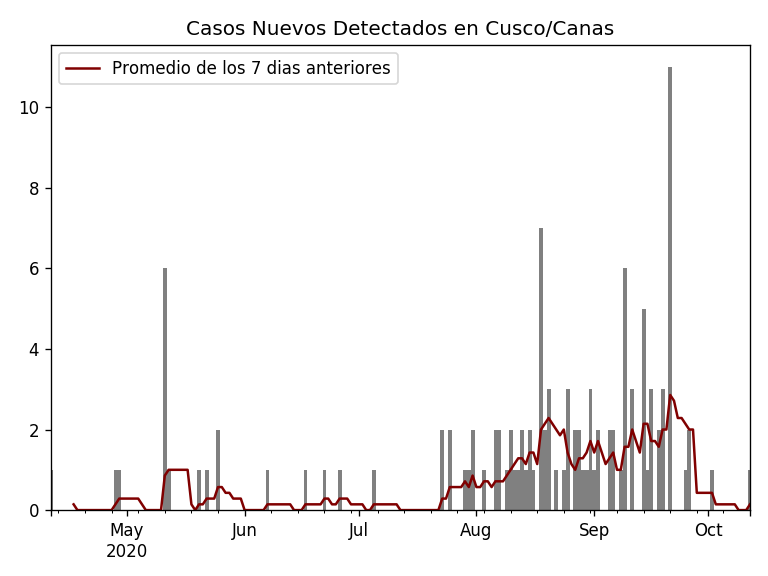 Casos Nuevos Detectados en Cusco/Canas
Promedio de los 7 dias anteriores
10
8
6
4
2
0
May Jun Jul Aug Sep Oct
2020